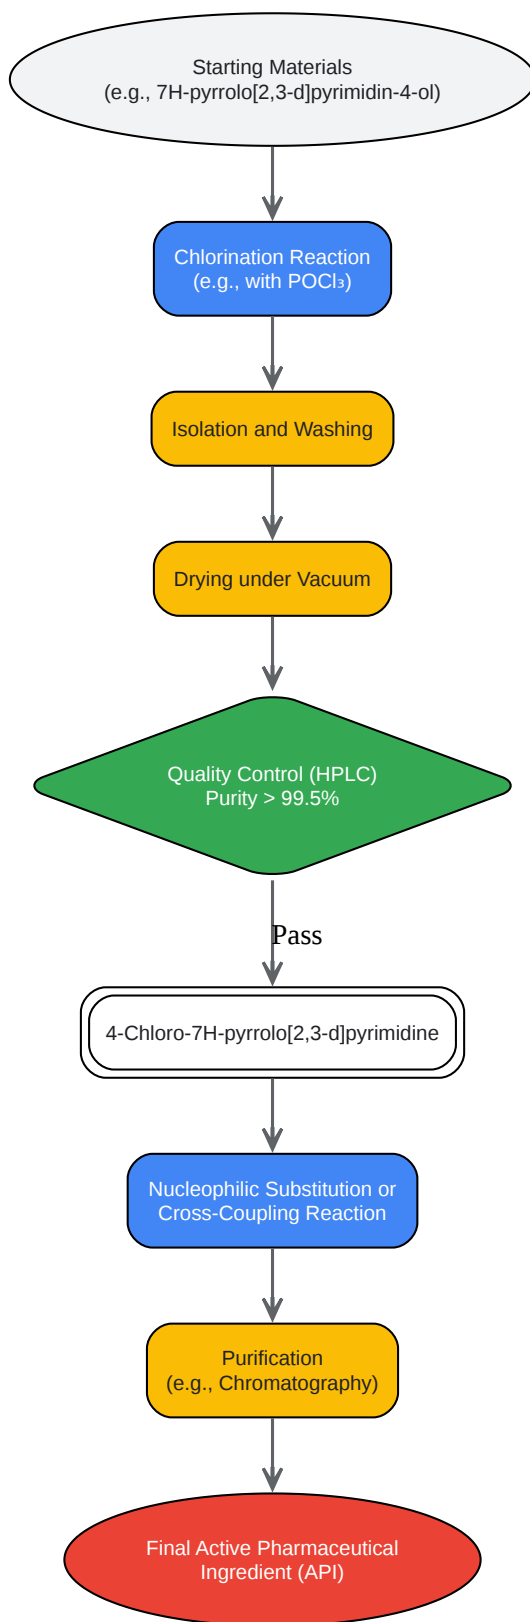 Starting Materials
(e.g., 7H-pyrrolo[2,3-d]pyrimidin-4-ol)
Chlorination Reaction
(e.g., with POCl₃)
Isolation and Washing
Drying under Vacuum
Quality Control (HPLC)
Purity > 99.5%
Pass
4-Chloro-7H-pyrrolo[2,3-d]pyrimidine
Nucleophilic Substitution or
Cross-Coupling Reaction
Purification
(e.g., Chromatography)
Final Active Pharmaceutical
Ingredient (API)